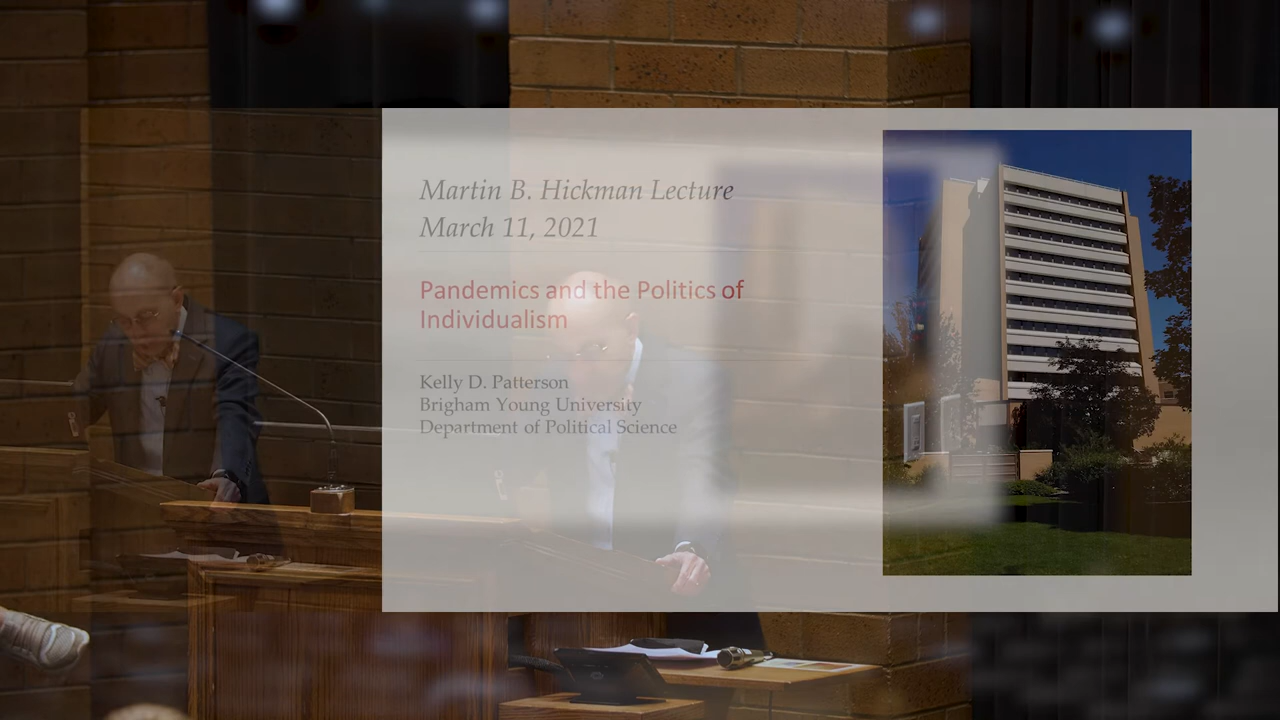 Martin B. Hickman Lecture
March 11, 2021
Pandemics and the Politics of
Individualism
Kelly D. Patterson
Brigham Young University
Department of Political Science